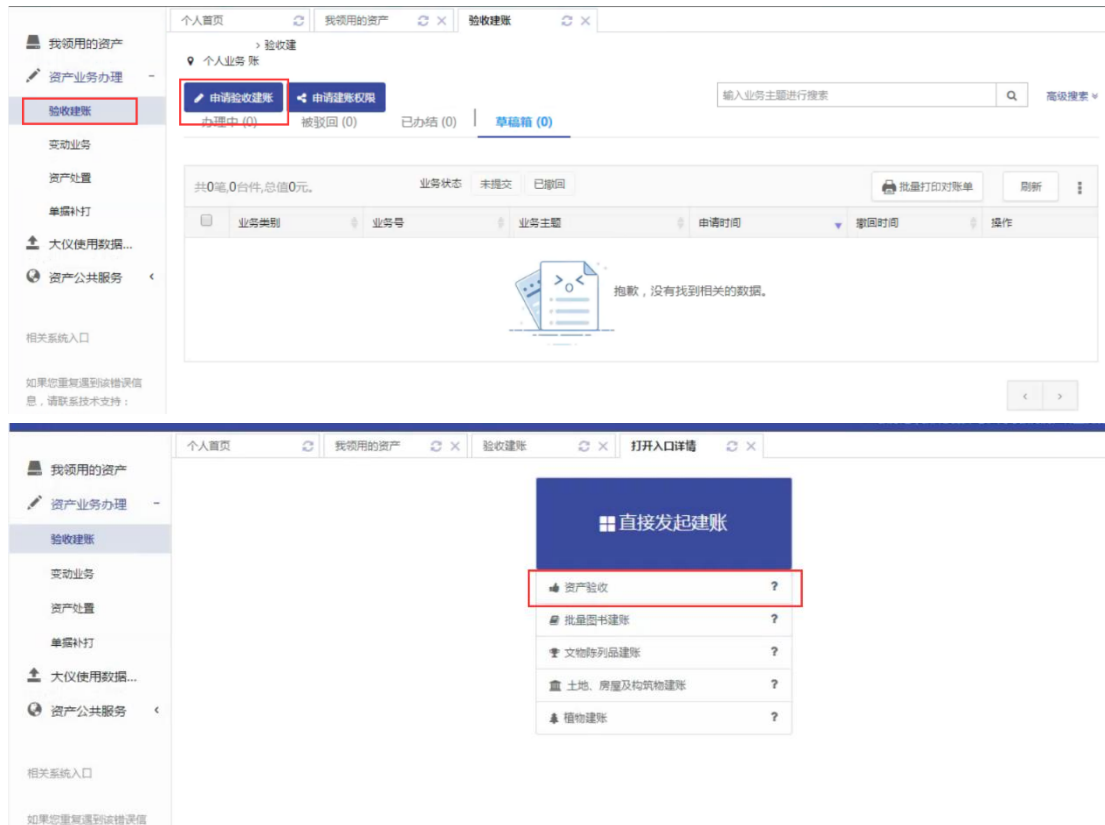 个人首页 我领用的资产 验收建账
我领用的资产
资产业务办理
验收建账
变动业务
资产处置
单据补打
大仪使用数据...
资产公共服务
相关系统入口
如果您重复遇到该错误信
息，请联系技术支持：
> 验收建
个人业务 账
申请验收建账 申请建账权限
输入业务主题进行搜索
高级搜索
办理中 (0) 被驳回 (0) 已办结 (0) 草稿箱 (0)
共0笔,0台件,总值0元。 业务状态 未提交 已撤回 批量打印对账单 刷新
业务类别 业务号 业务主题 申请时间 撤回时间 操作
抱歉，没有找到相关的数据。
个人首页 我领用的资产 验收建账 打开入口详情
我领用的资产
资产业务办理
验收建账
变动业务
资产处置
单据补打
大仪使用数据...
资产公共服务
相关系统入口
如果您重复遇到该错误信
直接发起建账
资产验收 ?
批量图书建账 ?
文物陈列品建账 ?
土地、房屋及构筑物建账 ?
植物建账 ?